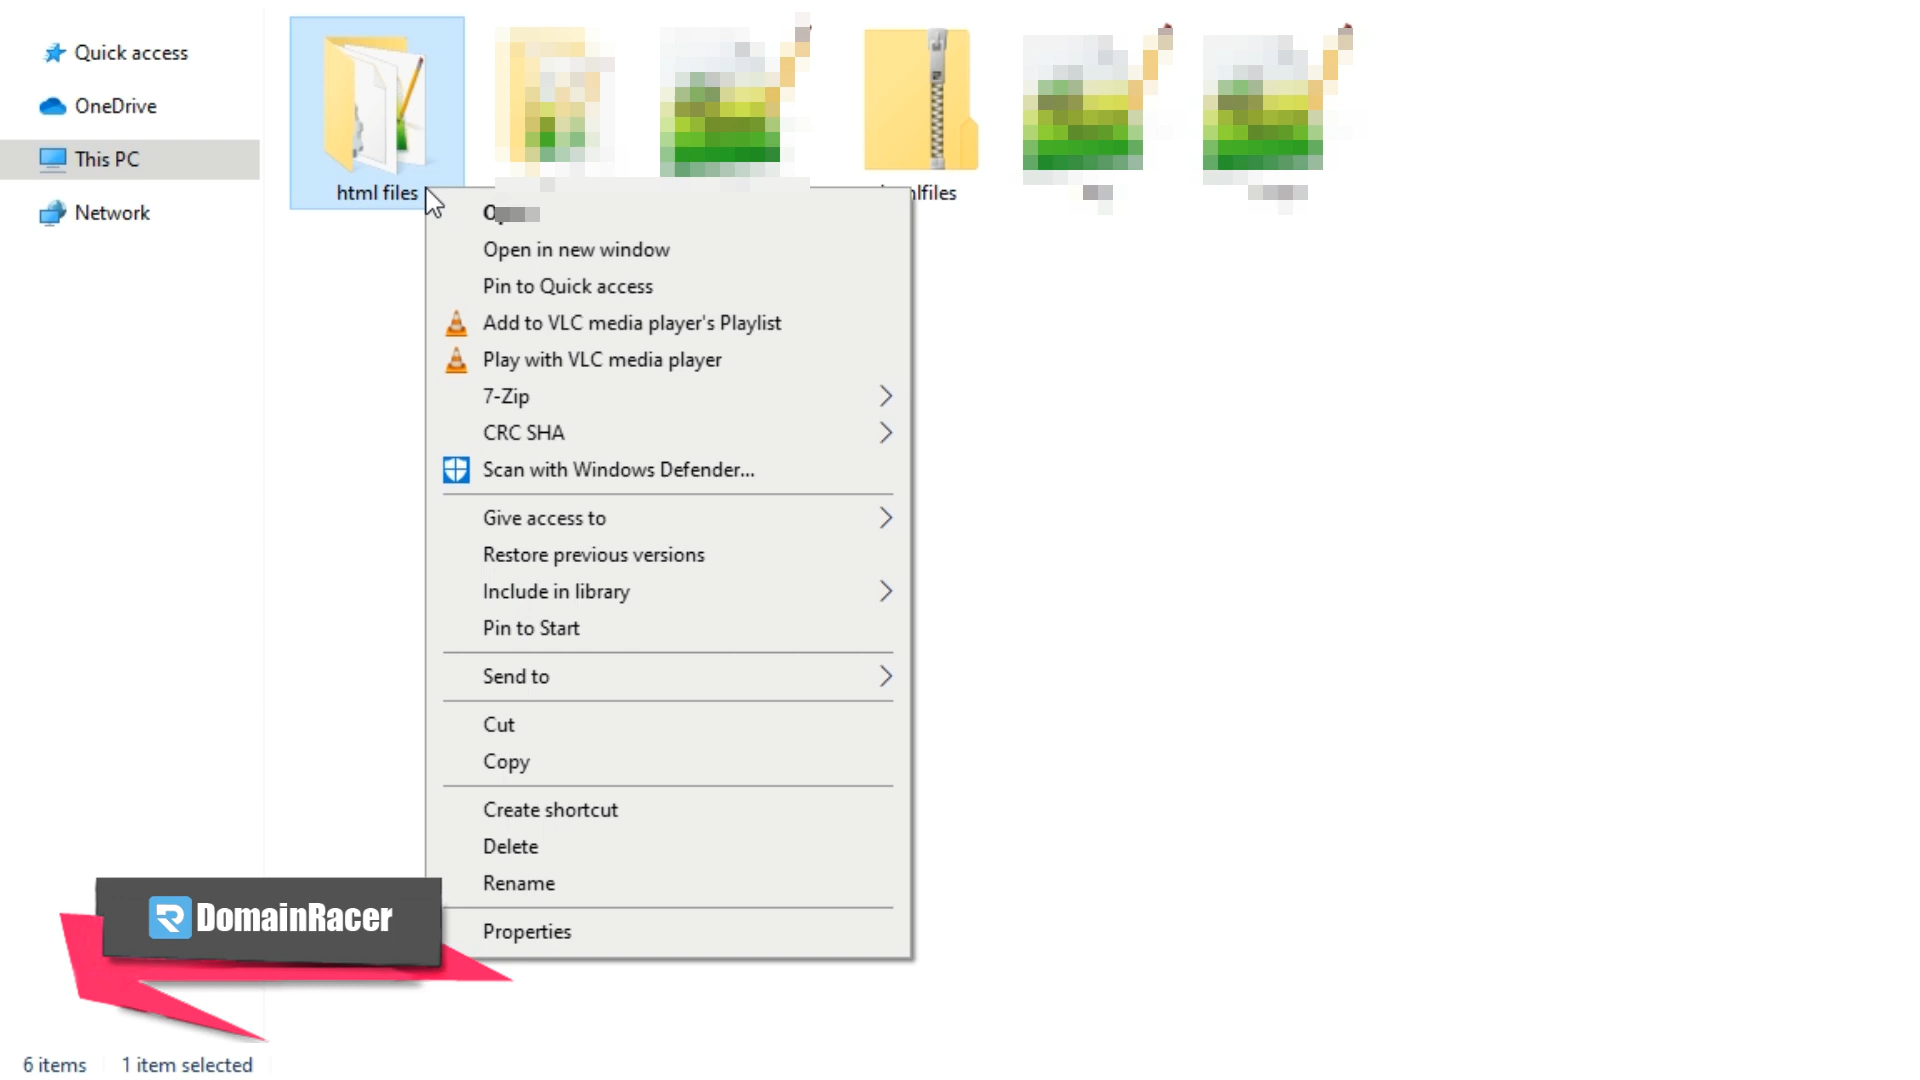 Quick access
OneDrive
This PC
Network
html files
Open in new window
Pin to Quick access
Add to VLC media player's Playlist
Play with VLC media player
7-Zip
CRC SHA
Scan with Windows Defender...
Give access to
Restore previous versions
Include in library
Pin to Start
Send to
Cut
Copy
Create shortcut
Delete
Rename
Properties
DomainRacer
6 items
1 item selected